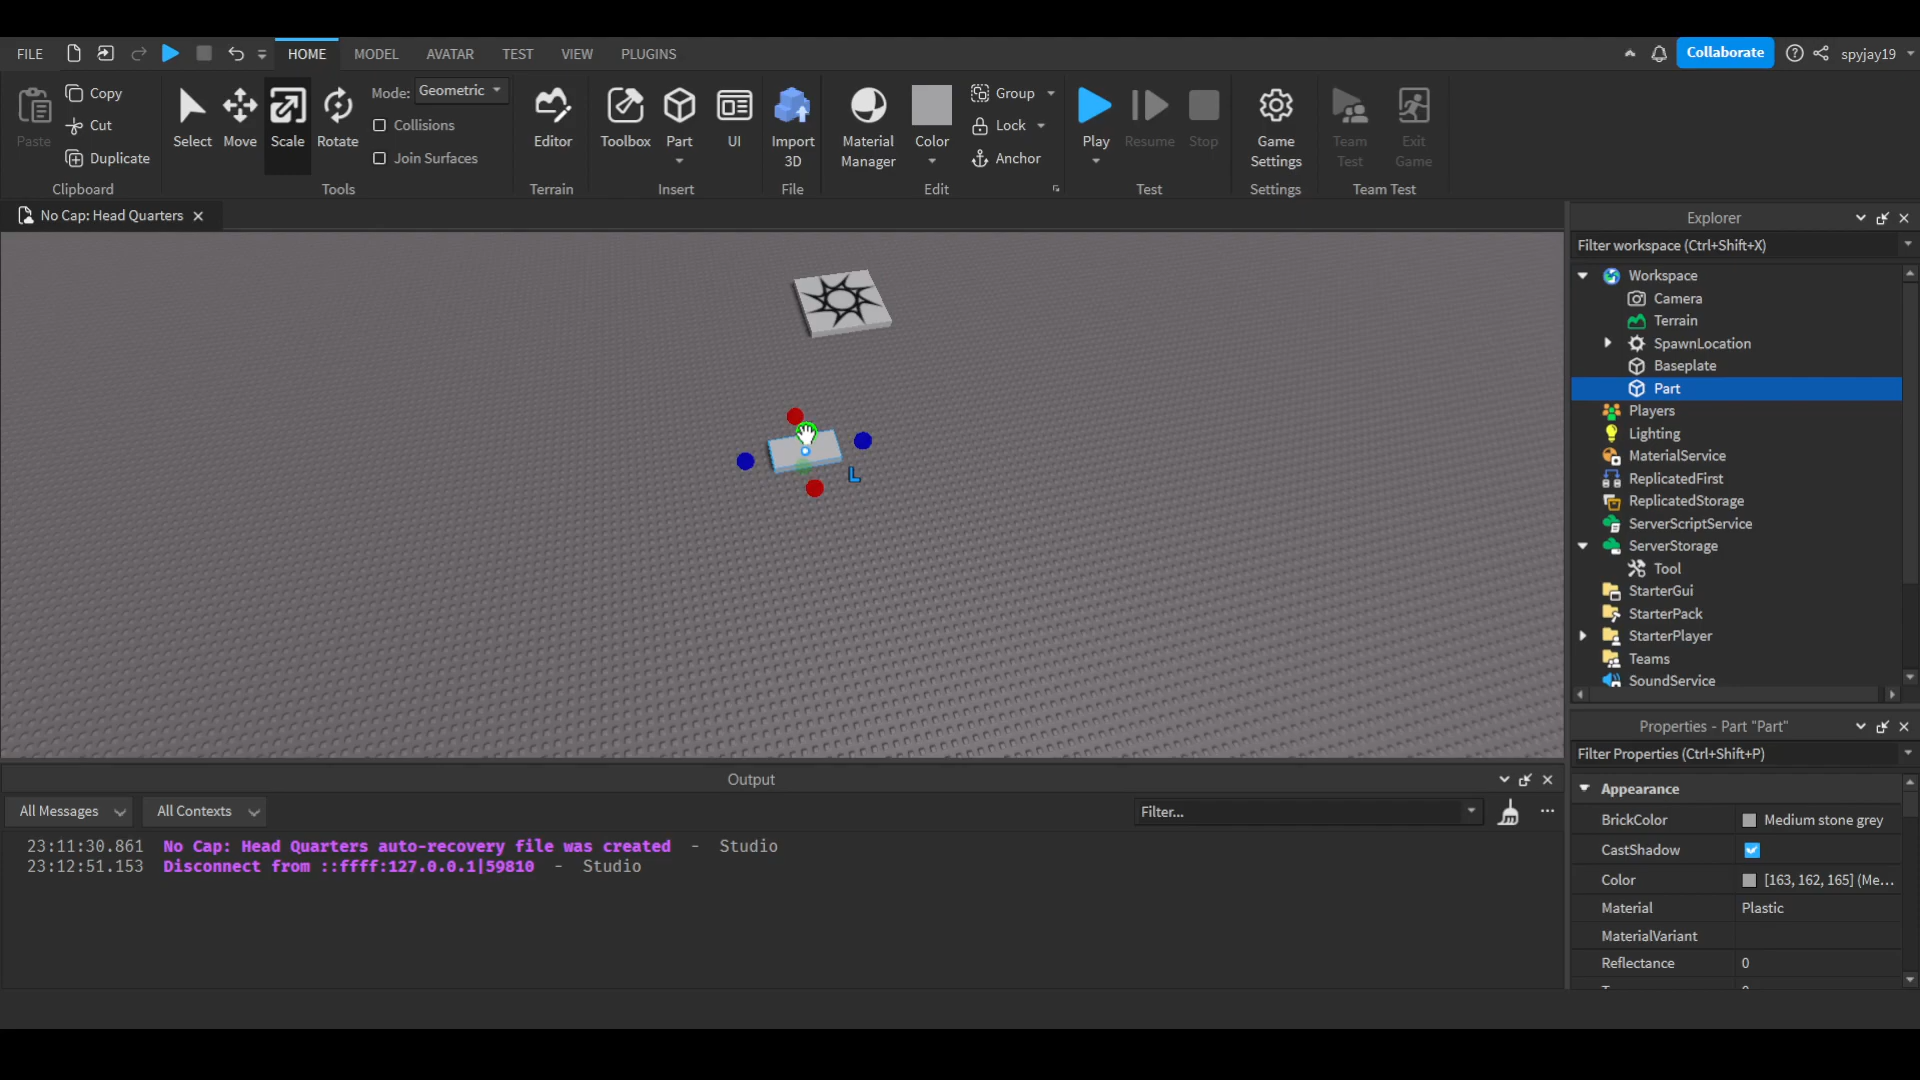 FILE HOME MODEL AVATAR TEST VIEW PLUGINS Collaborate spyjay19
Paste Copy Cut Duplicate Clipboard
Select Move Scale Rotate Mode: Geometric Collisions Join Surfaces Tools
Editor Terrain
Toolbox Part UI Insert
Import 3D File
Material Manager Color Group Lock Anchor Edit
Play Resume Stop Test
Game Settings Settings
Team Test Exit Game Team Test
No Cap: Head Quarters
L
Explorer
Filter workspace (Ctrl+Shift+X)
Workspace
Camera
Terrain
SpawnLocation
Baseplate
Part
Players
Lighting
MaterialService
ReplicatedFirst
ReplicatedStorage
ServerScriptService
ServerStorage
Tool
StarterGui
StarterPack
StarterPlayer
Teams
SoundService
Properties - Part "Part"
Filter Properties (Ctrl+Shift+P)
Appearance
BrickColor Medium stone grey
CastShadow
Color [163, 162, 165] (Me...
Material Plastic
MaterialVariant
Reflectance 0
Output
All Messages All Contexts Filter...
23:11:30.861 No Cap: Head Quarters auto-recovery file was created - Studio
23:12:51.153 Disconnect from ::ffff:127.0.0.1|59810 - Studio